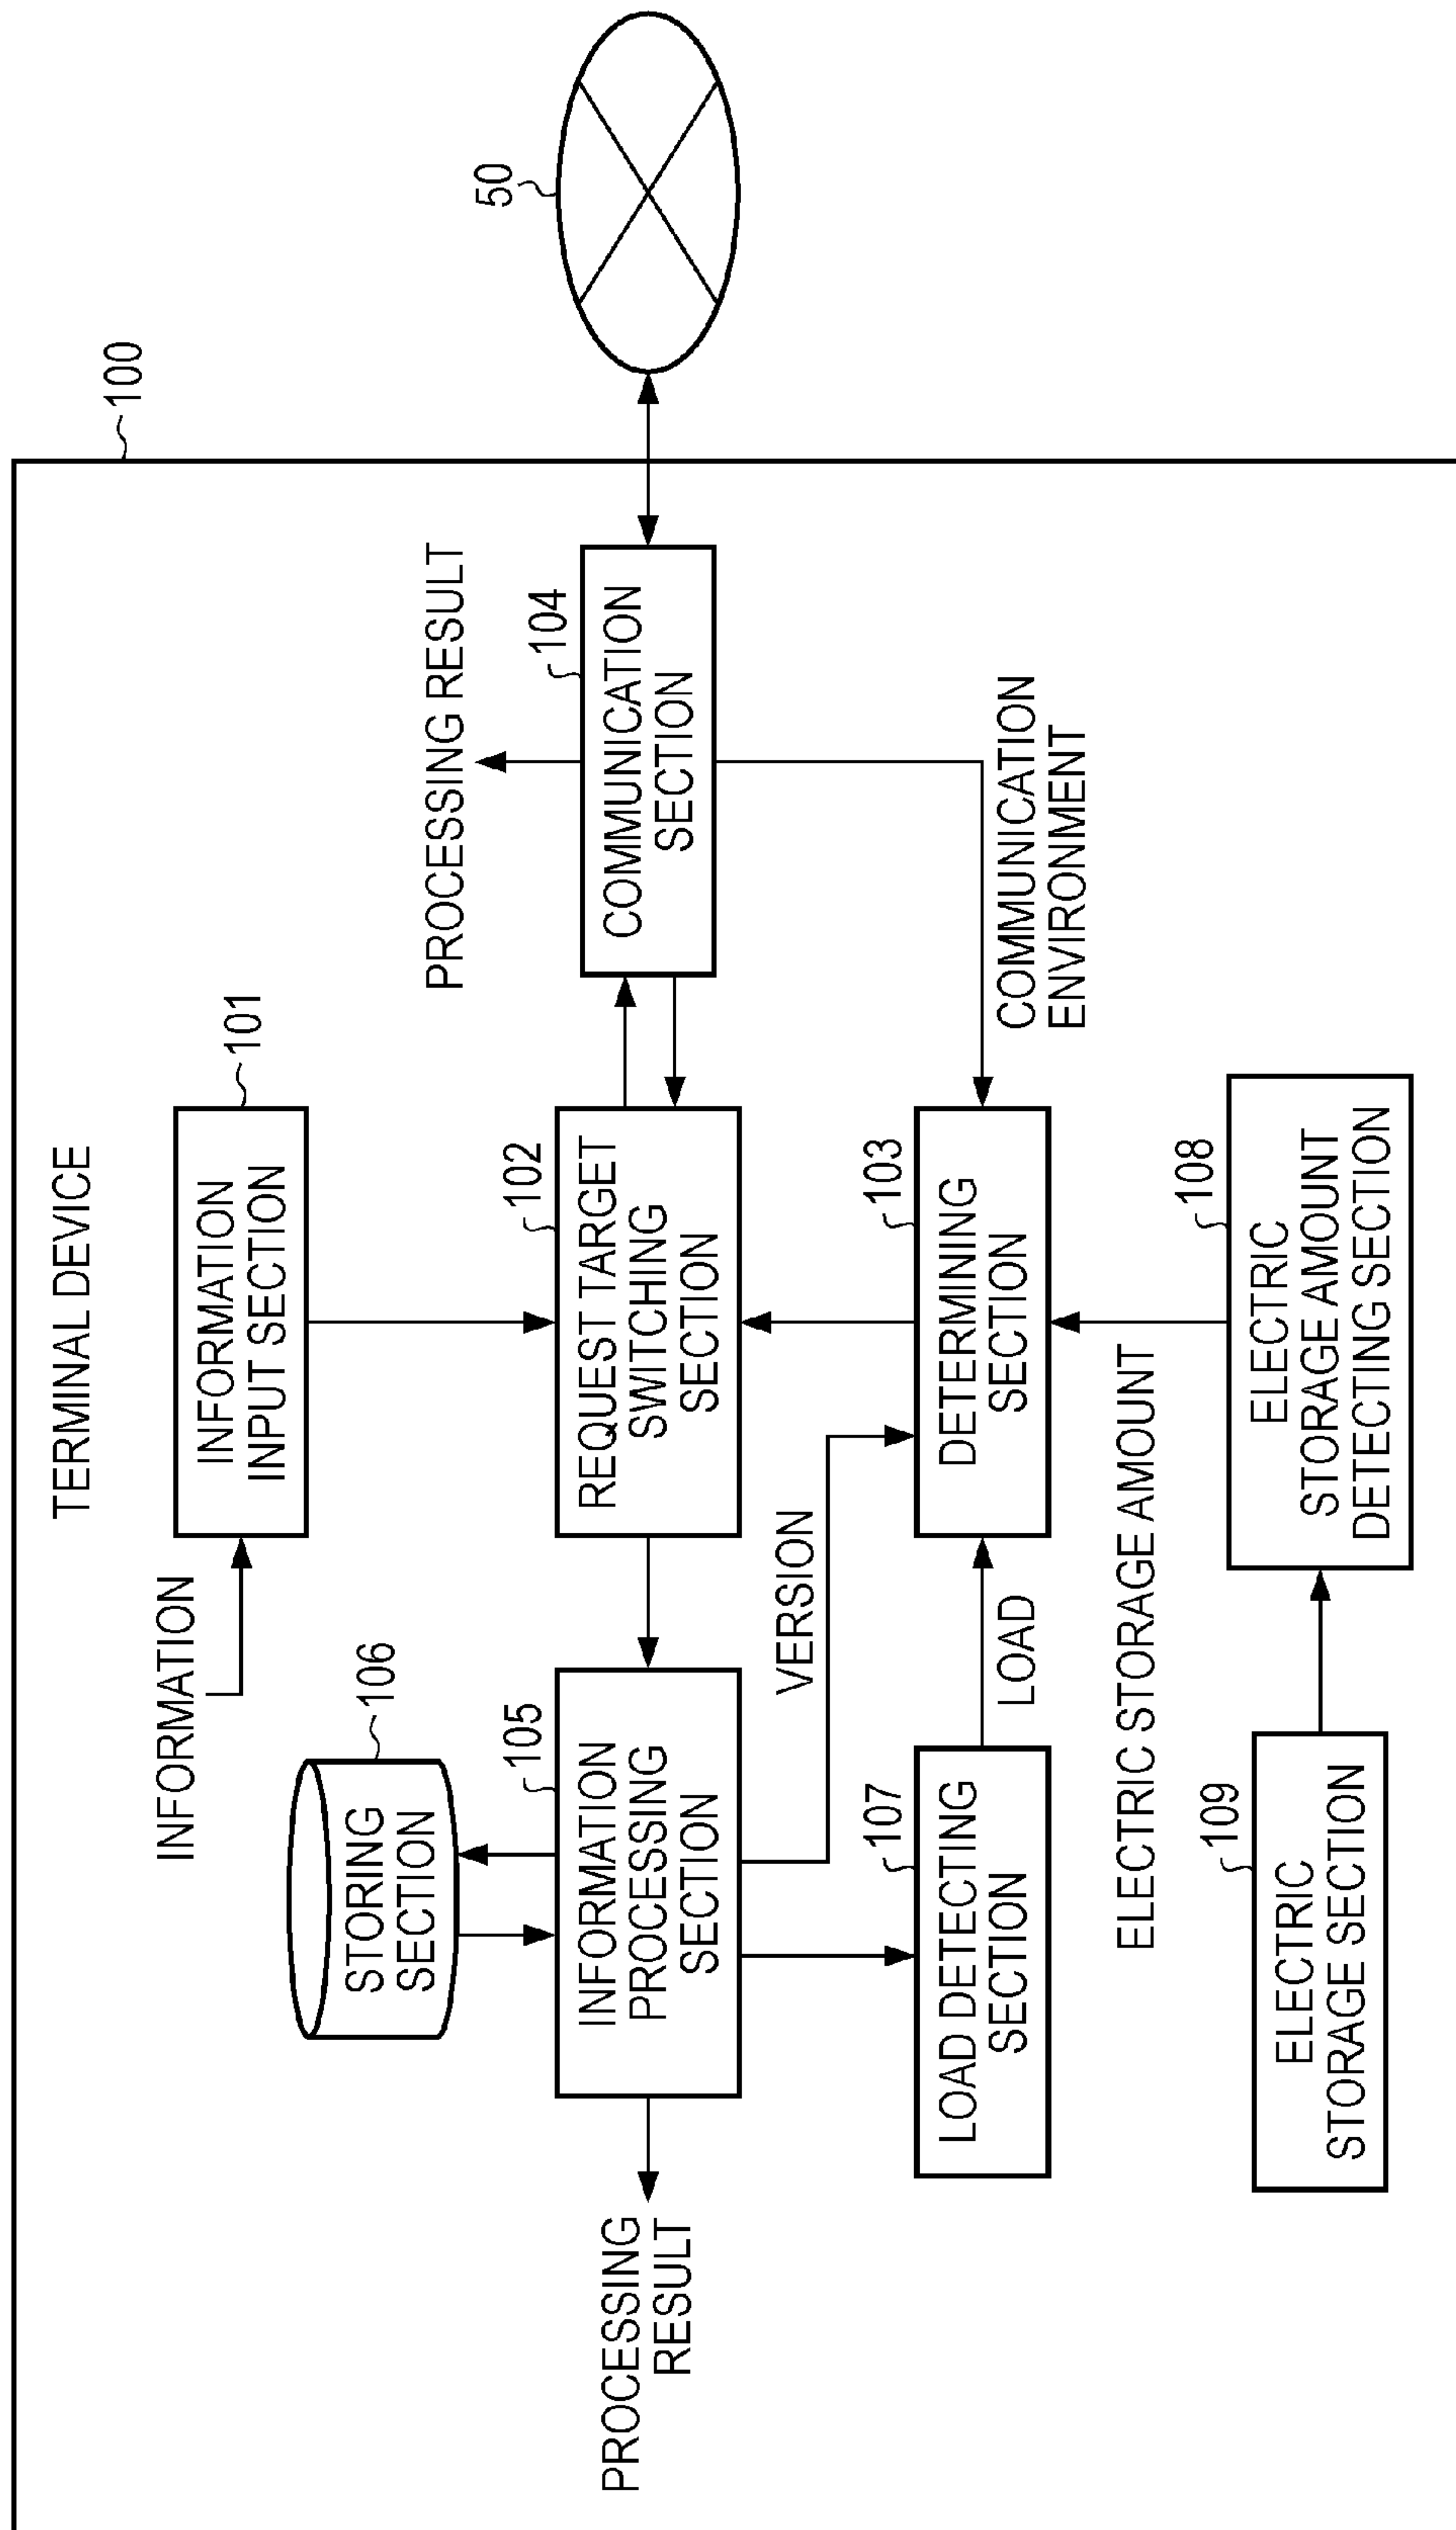 TERMINAL DEVICE
100
50
INFORMATION
101
INFORMATION
INPUT SECTION
PROCESSING RESULT
106
STORING
SECTION
105
INFORMATION
PROCESSING
SECTION
102
REQUEST TARGET
SWITCHING
SECTION
104
COMMUNICATION
SECTION
PROCESSING
RESULT
VERSION
107
LOAD DETECTING
SECTION
LOAD
103
DETERMINING
SECTION
COMMUNICATION
ENVIRONMENT
ELECTRIC STORAGE AMOUNT
109
ELECTRIC
STORAGE SECTION
108
ELECTRIC
STORAGE AMOUNT
DETECTING SECTION